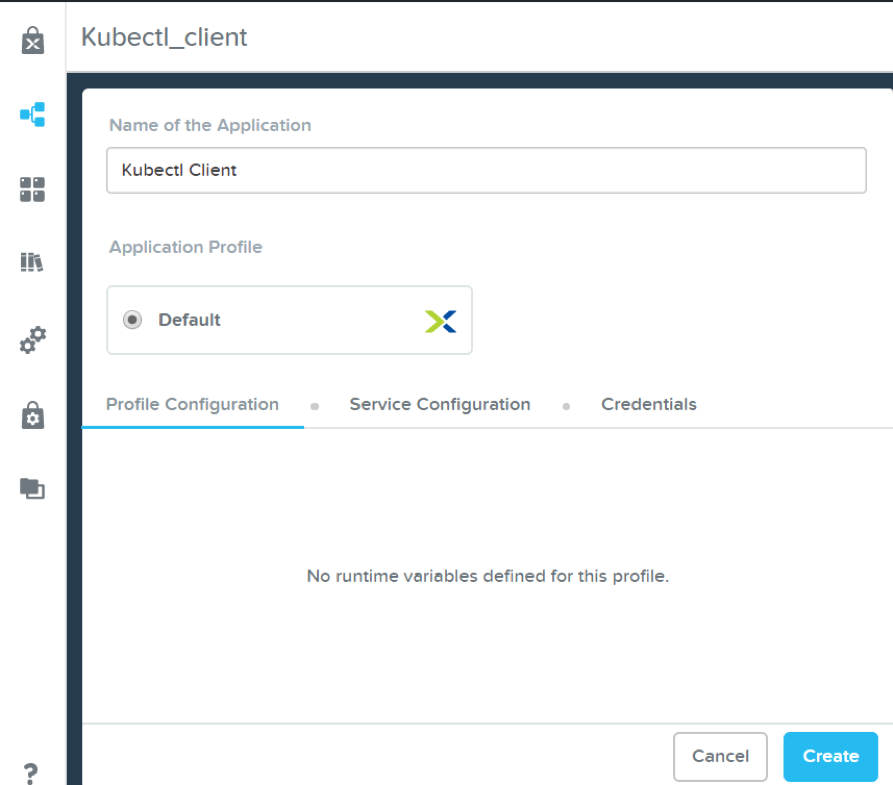 Kubectl_client
Name of the Application
Kubectl Client
Application Profile
Default
Profile Configuration
Service Configuration
Credentials
No runtime variables defined for this profile.
Cancel
Create
?